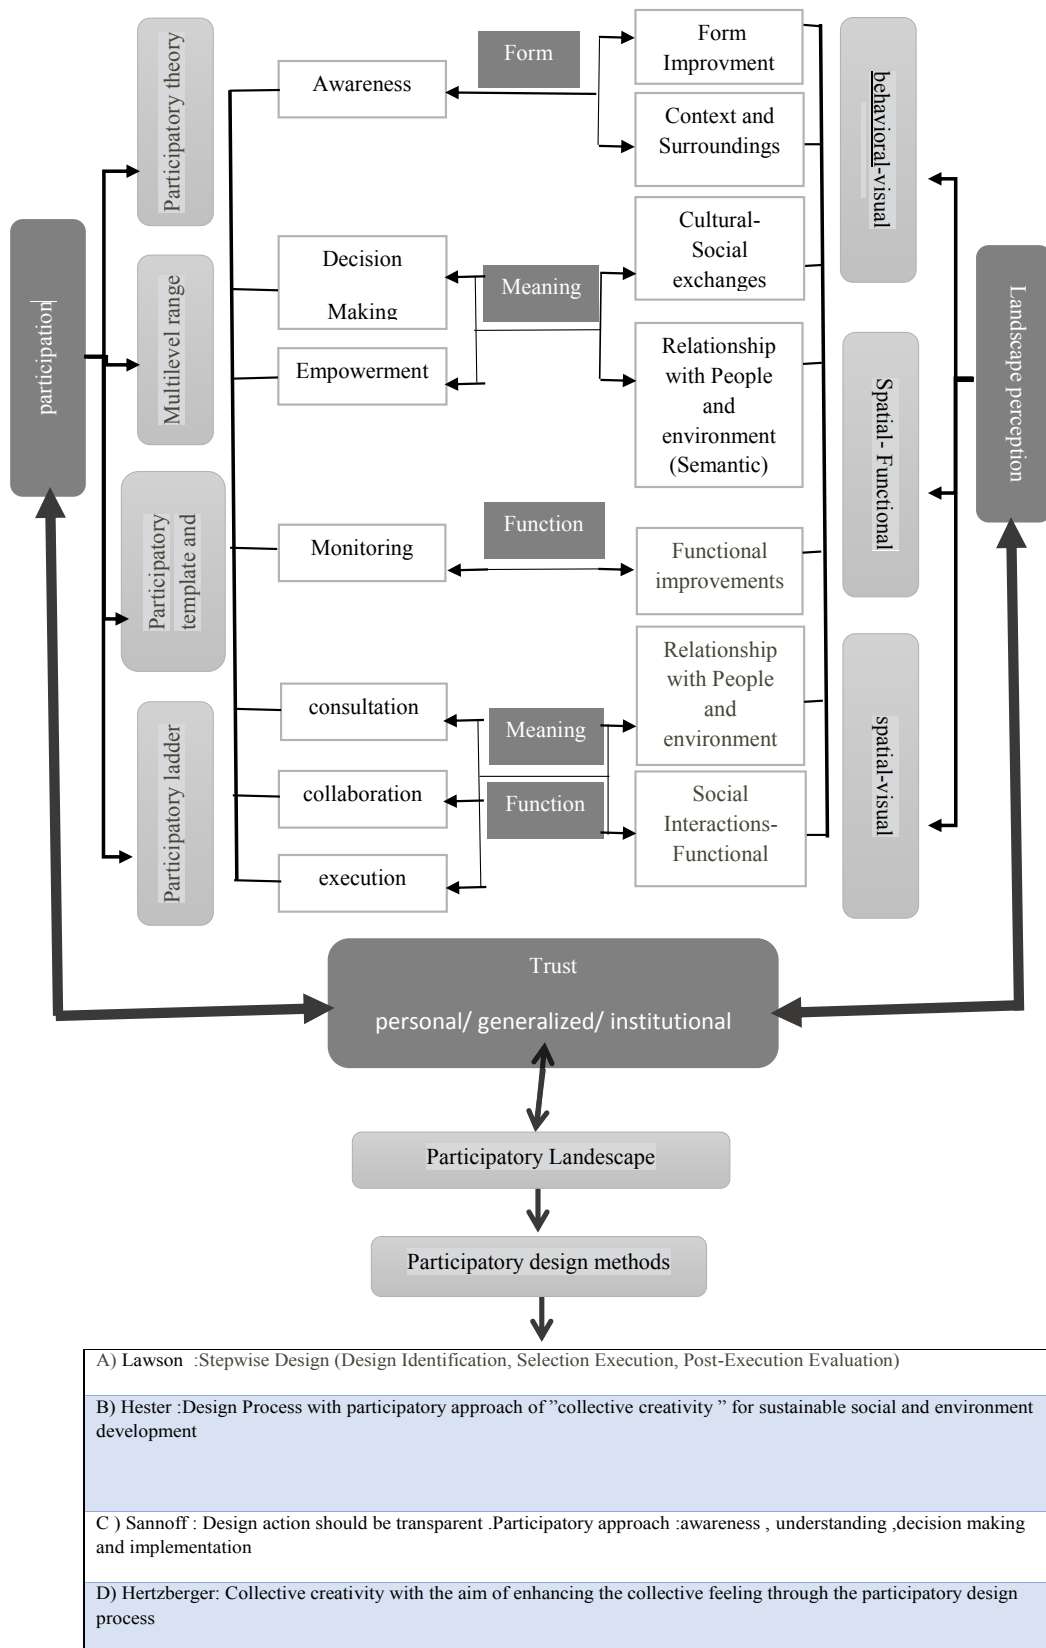 participation
Participatory theory
Multilevel range
Participatory
template and
Participatory ladder
Awareness
Decision
Making
Empowerment
Monitoring
consultation
collaboration
execution
Form
Meaning
Function
Meaning
Function
Form
Improvment
Context and
Surroundings
Cultural-
Social
exchanges
Relationship
with People
and
environment
(Semantic)
Functional
improvements
Relationship
with People
and
environment
Social
Interactions-
Functional
behavioral-visual
Spatial- Functional
spatial-visual
Landscape perception
Trust
personal/ generalized/ institutional
Participatory Landscape
Participatory design methods
A) Lawson :Stepwise Design (Design Identification, Selection Execution, Post-Execution Evaluation)
B) Hester :Design Process with participatory approach of ”collective creativity ” for sustainable social and environment
development
C ) Sannoff : Design action should be transparent .Participatory approach :awareness , understanding ,decision making
and implementation
D) Hertzberger: Collective creativity with the aim of enhancing the collective feeling through the participatory design
process